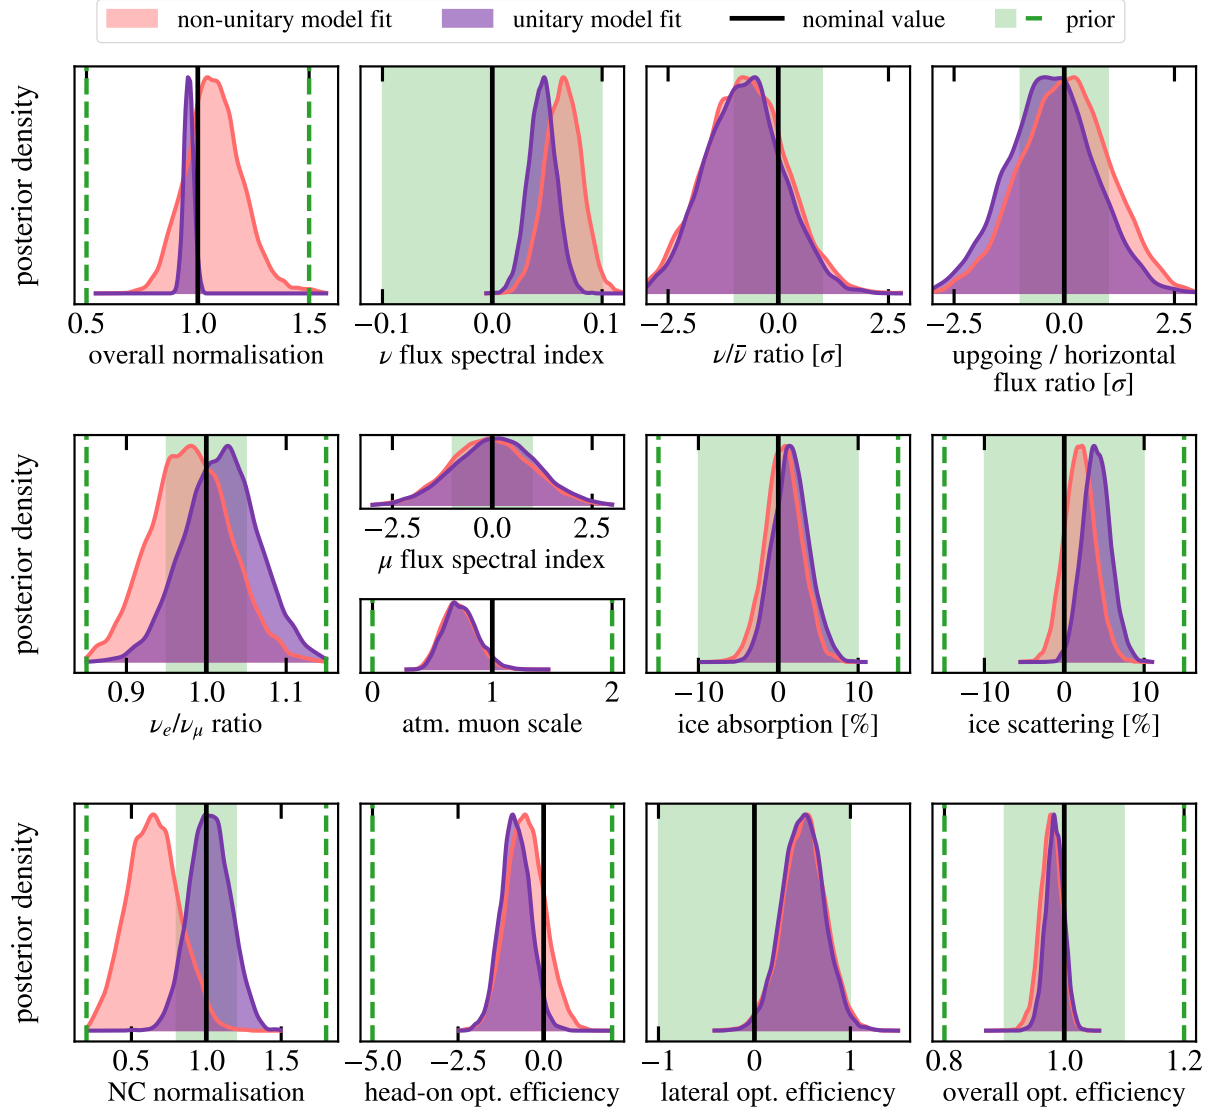 non-unitary model fit unitary model fit nominal value prior
posterior density
0.5 1.0 1.5
overall normalisation
−0.1 0.0 0.1
ν flux spectral index
−2.5 0.0 2.5
ν/ν̄ ratio [σ]
−2.5 0.0 2.5
upgoing / horizontal
flux ratio [σ]
posterior density
0.9 1.0 1.1
νₑ/ν_μ ratio
−2.5 0.0 2.5
μ flux spectral index
0 1 2
atm. muon scale
−10 0 10
ice absorption [%]
−10 0 10
ice scattering [%]
posterior density
0.5 1.0 1.5
NC normalisation
−5.0 −2.5 0.0
head-on opt. efficiency
−1 0 1
lateral opt. efficiency
0.8 1.0 1.2
overall opt. efficiency